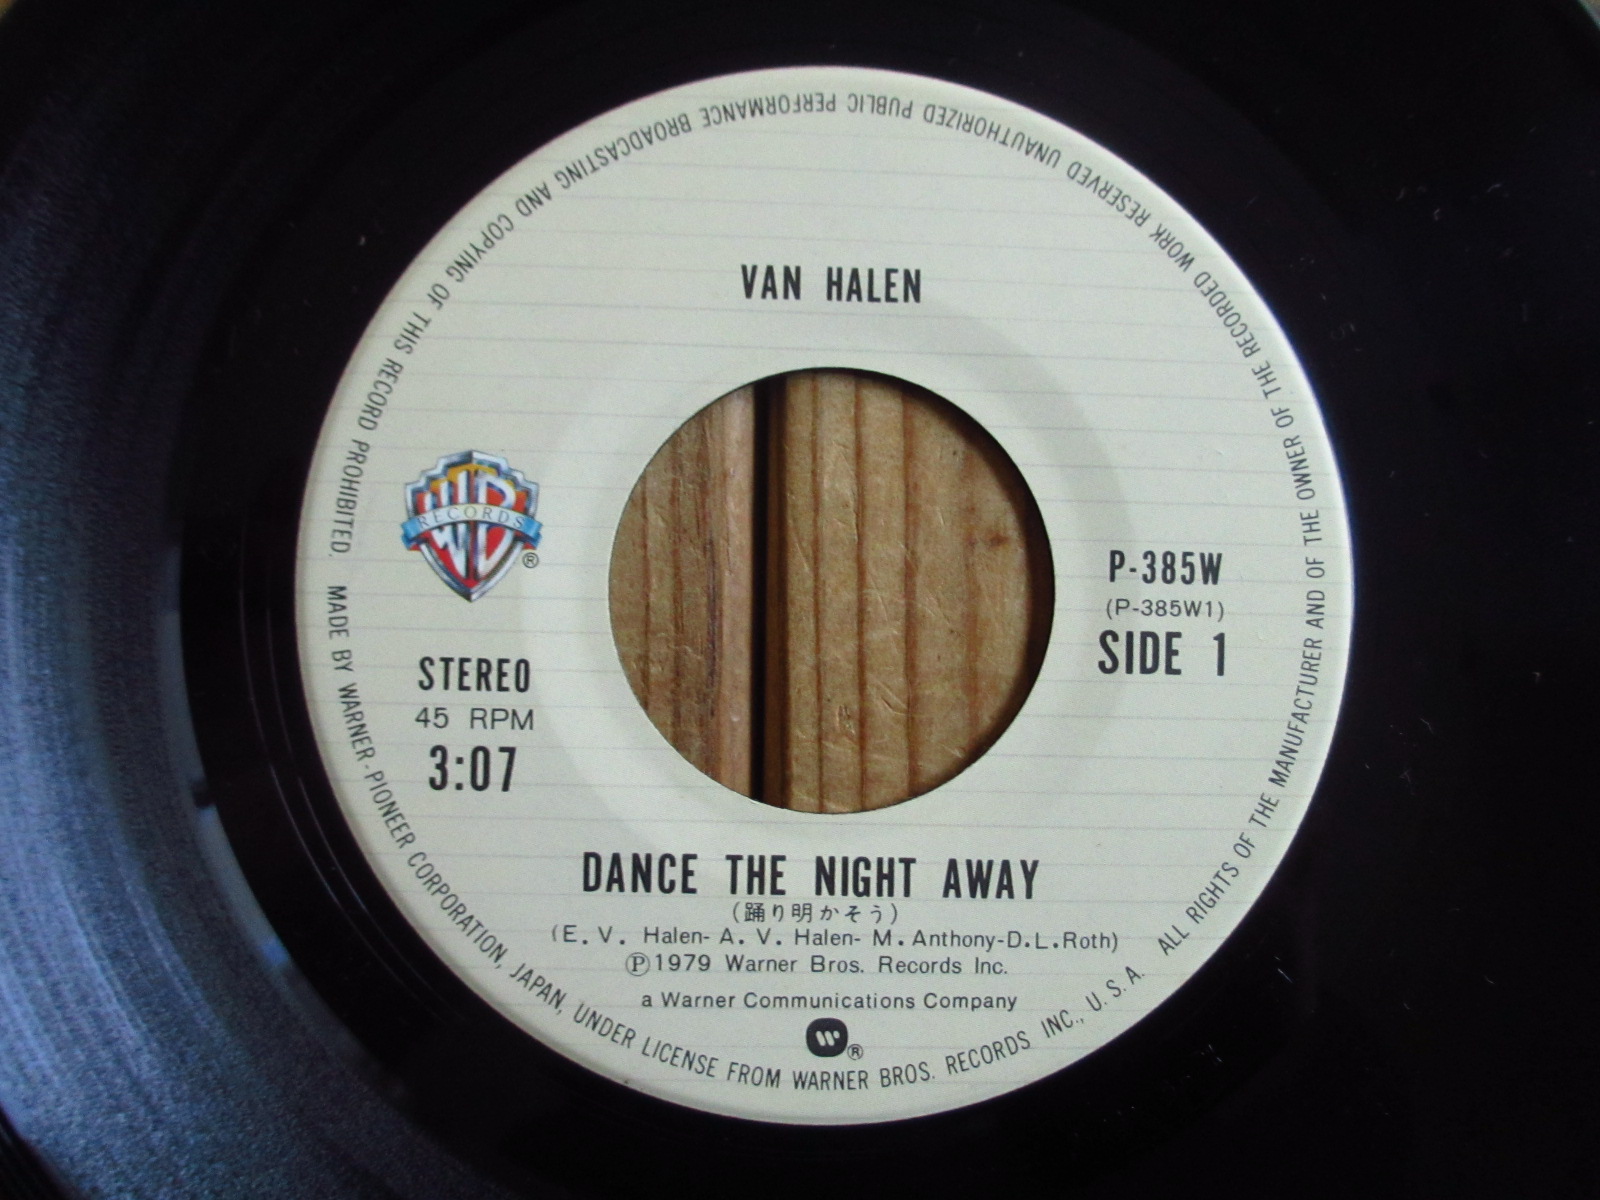 VAN HALEN
WB
RECORDS
®
STEREO
45 RPM
3:07
P-385W
(P-385W1)
SIDE 1
DANCE THE NIGHT AWAY
(踊り明かそう)
(E. V. Halen- A. V. Halen- M. Anthony-D.L.Roth)
Ⓟ1979 Warner Bros. Records Inc.
a Warner Communications Company
®
MADE BY WARNER-PIONEER CORPORATION, JAPAN, UNDER LICENSE FROM WARNER BROS. RECORDS INC., U.S.A. ALL RIGHTS OF THE MANUFACTURER AND OF THE OWNER OF THE RECORDED WORK RESERVED UNAUTHORIZED PUBLIC PERFORMANCE BROADCASTING AND COPYING OF THIS RECORD PROHIBITED.